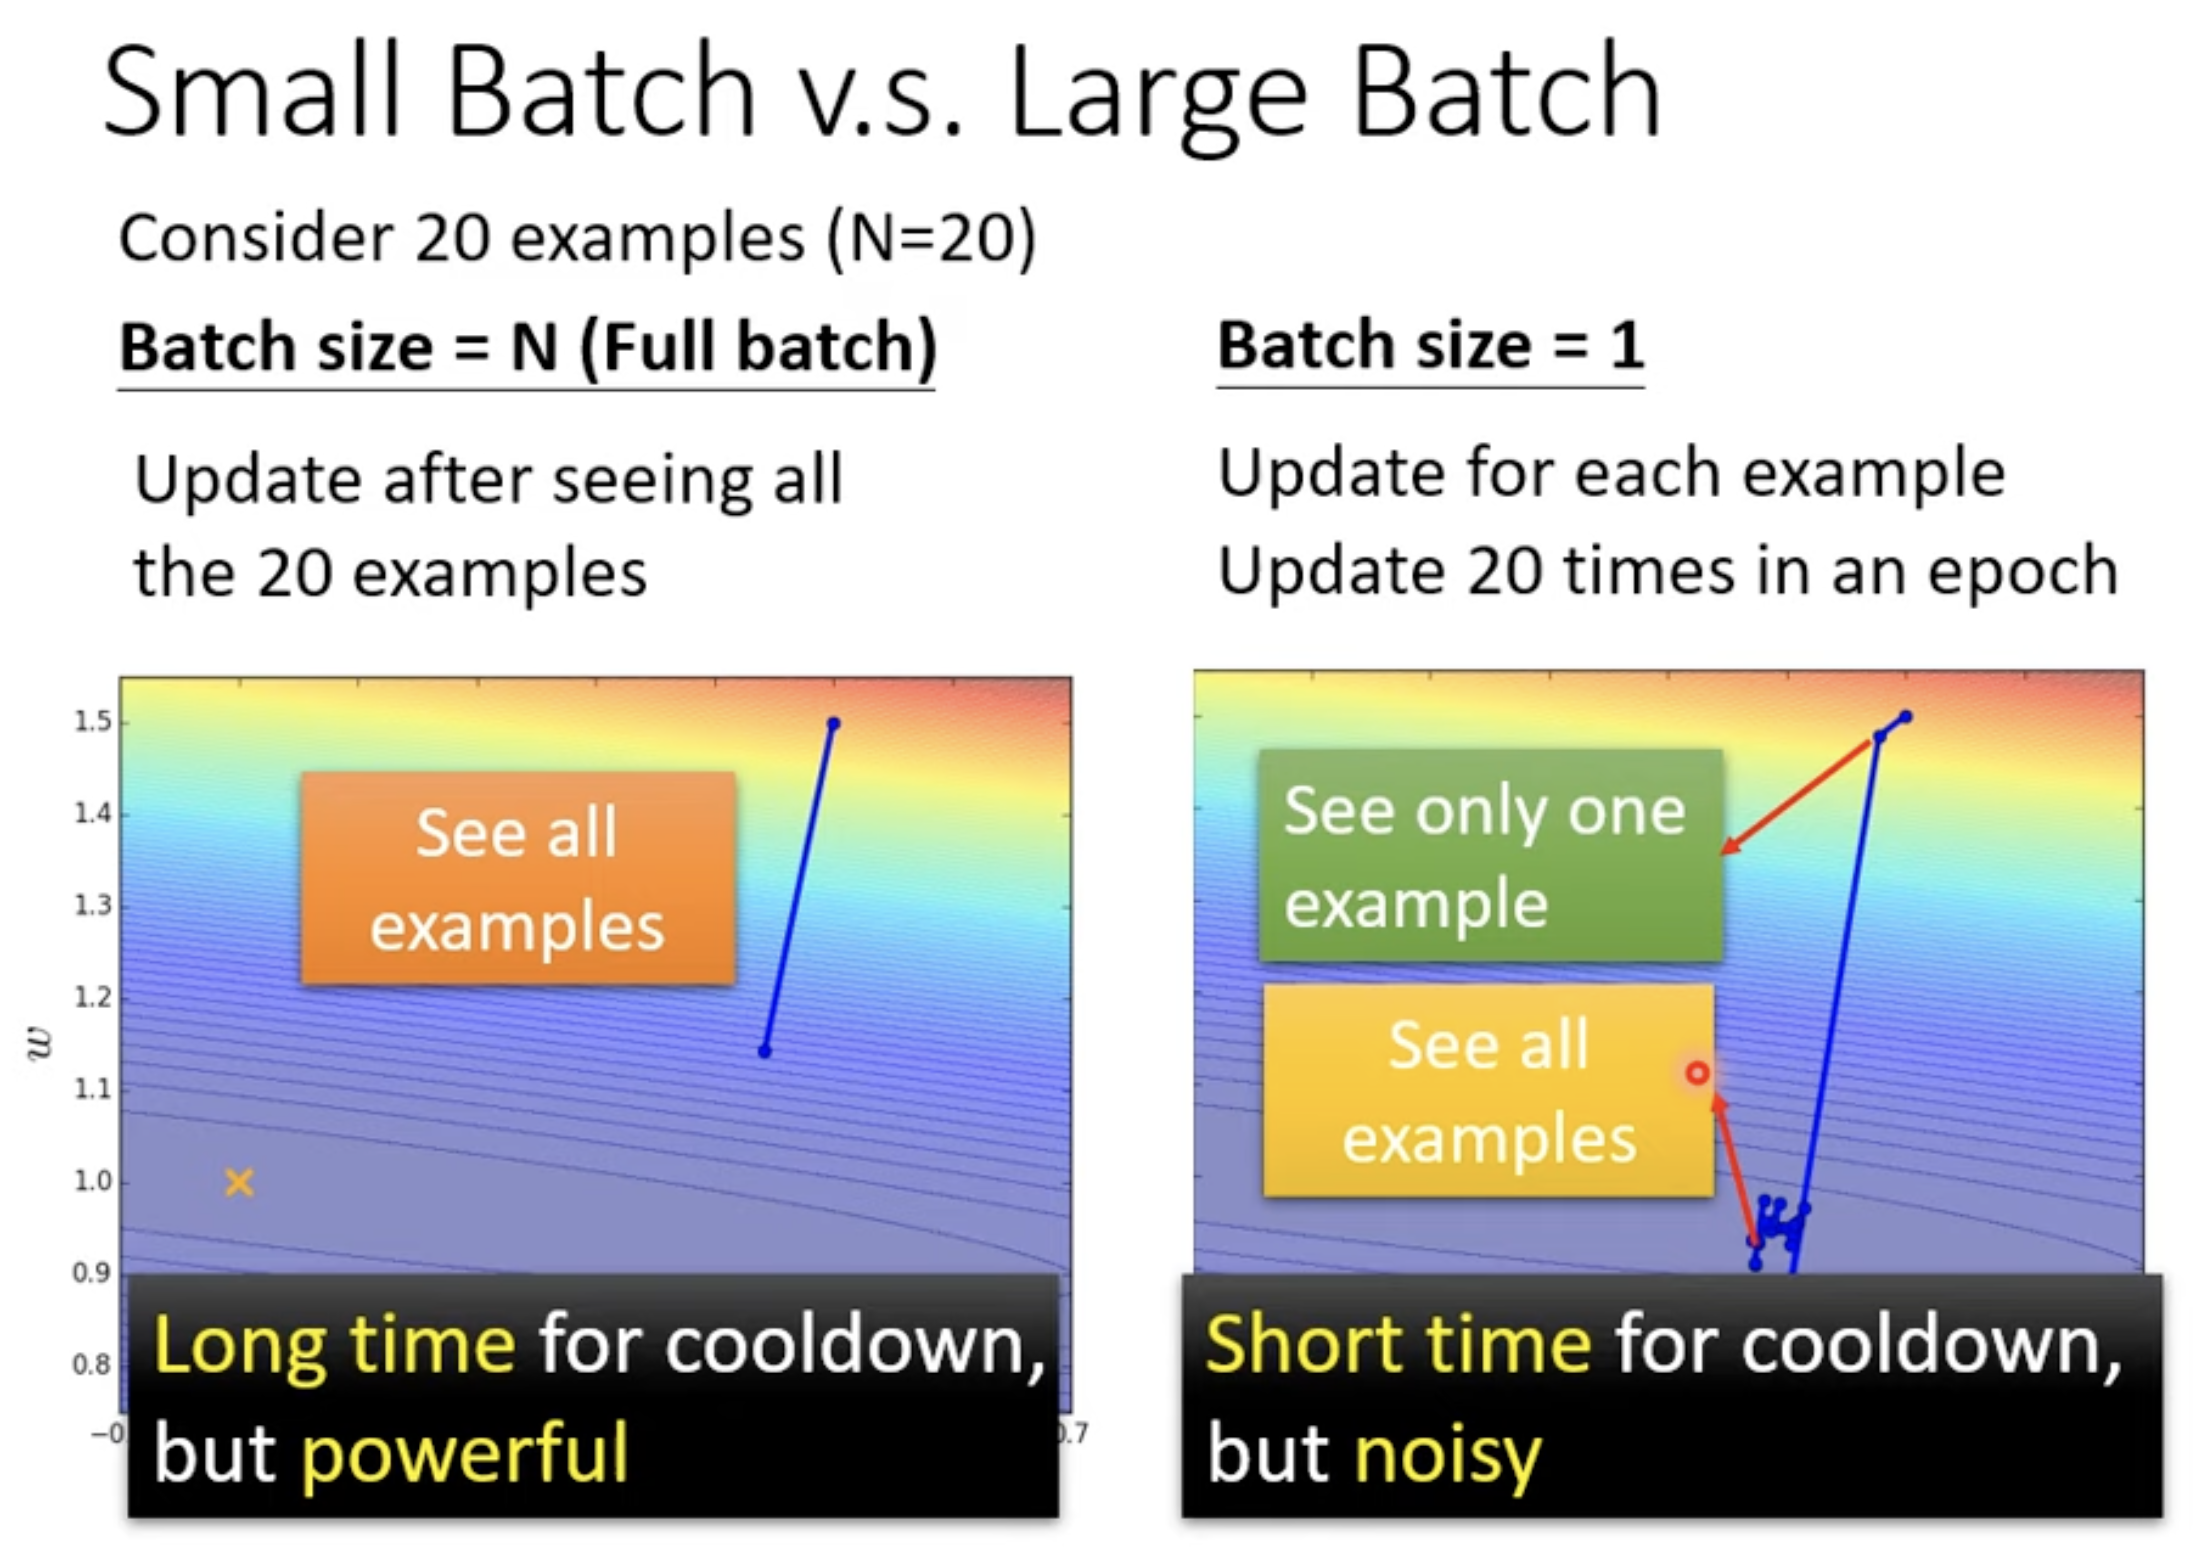 Small Batch v.s. Large Batch
Consider 20 examples (N=20)
Batch size = N (Full batch)
Update after seeing all
the 20 examples
1.5
1.4
1.3
1.2
1.1
1.0
0.9
0.8
w
See all
examples
Long time for cooldown,
but powerful
Batch size = 1
Update for each example
Update 20 times in an epoch
See only one
example
See all
examples
Short time for cooldown,
but noisy